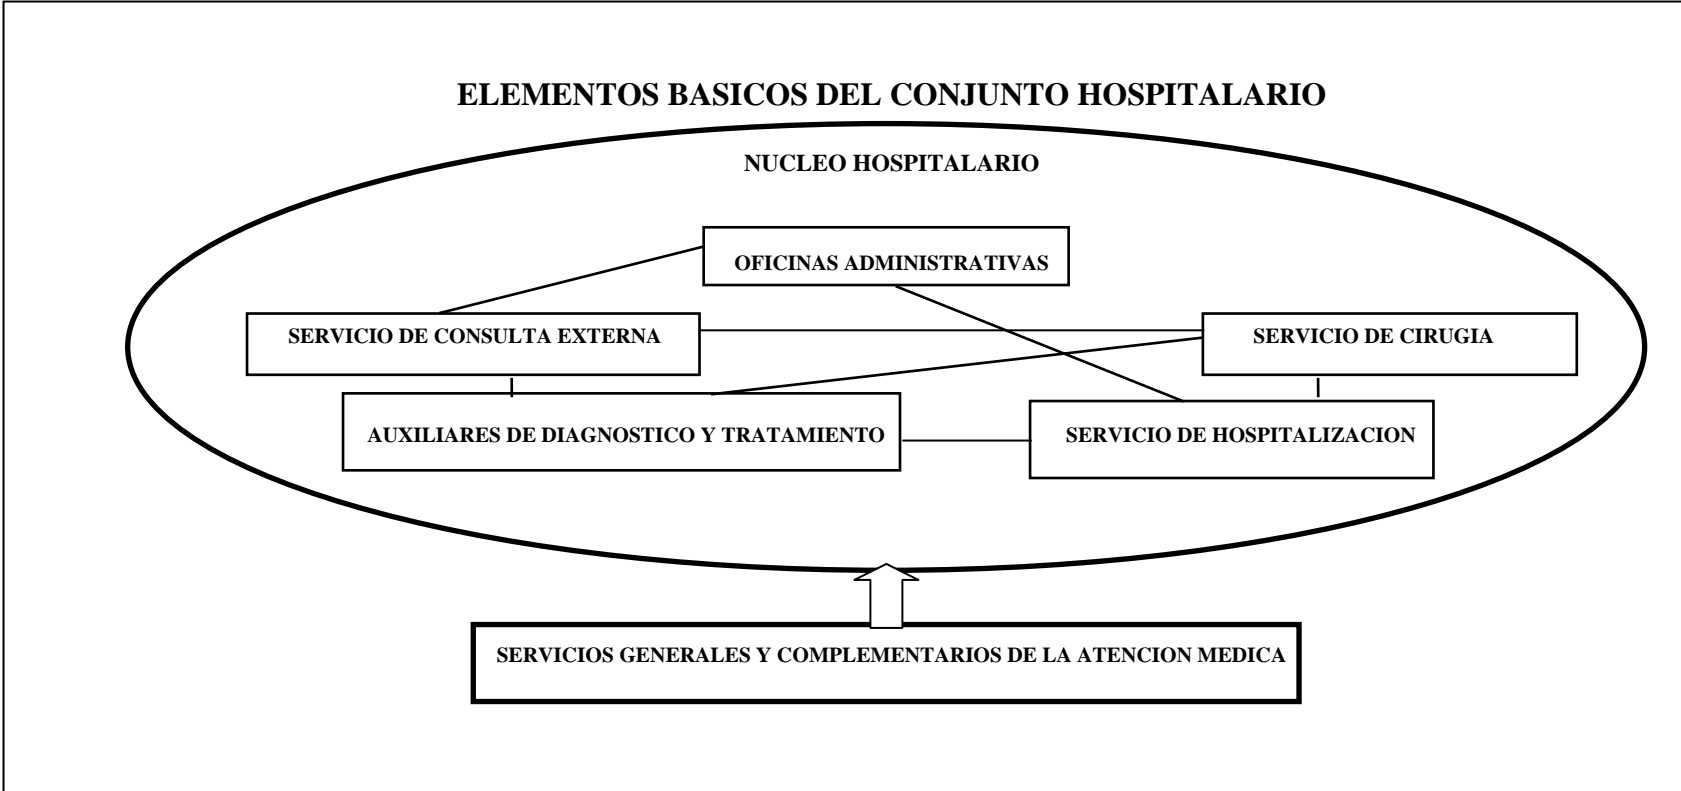 ELEMENTOS BASICOS DEL CONJUNTO HOSPITALARIO
NUCLEO HOSPITALARIO
OFICINAS ADMINISTRATIVAS
SERVICIO DE CONSULTA EXTERNA
SERVICIO DE CIRUGIA
AUXILIARES DE DIAGNOSTICO Y TRATAMIENTO
SERVICIO DE HOSPITALIZACION
SERVICIOS GENERALES Y COMPLEMENTARIOS DE LA ATENCION MEDICA